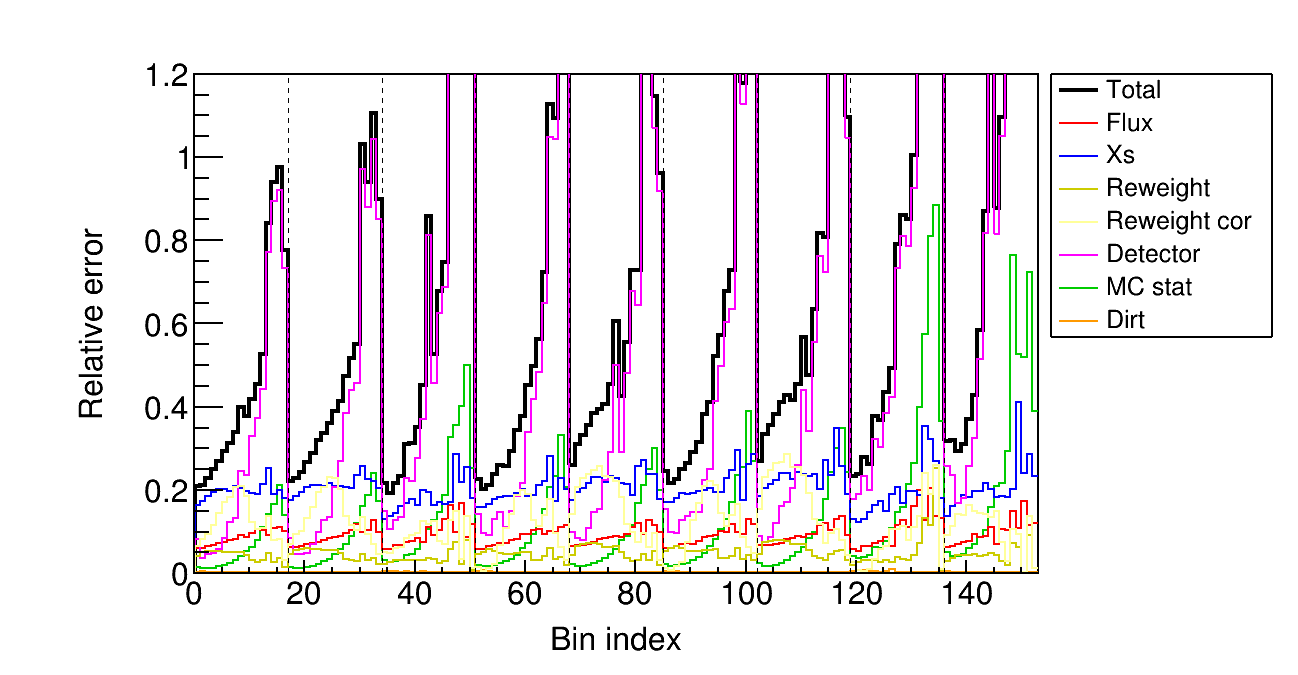 1.2
1
0.8
0.6
0.4
0.2
0
0 20 40 60 80 100 120 140
Relative error
Bin index
Total
Flux
Xs
Reweight
Reweight cor
Detector
MC stat
Dirt